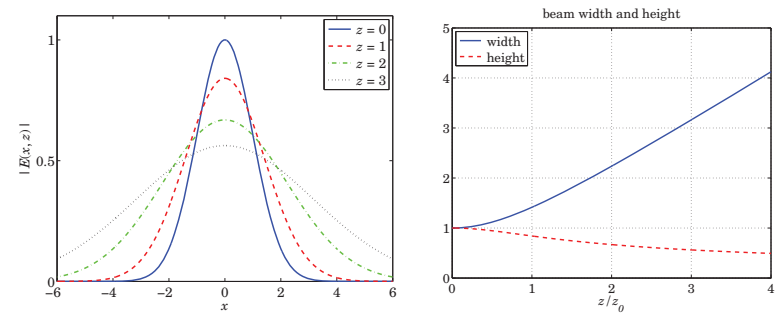 1
0.5
0
| E(x, z) |
−6
−4
−2
0
2
4
6
x
z = 0
z = 1
z = 2
z = 3
beam width and height
5
4
3
2
1
0
width
height
0
1
2
3
4
z/z0